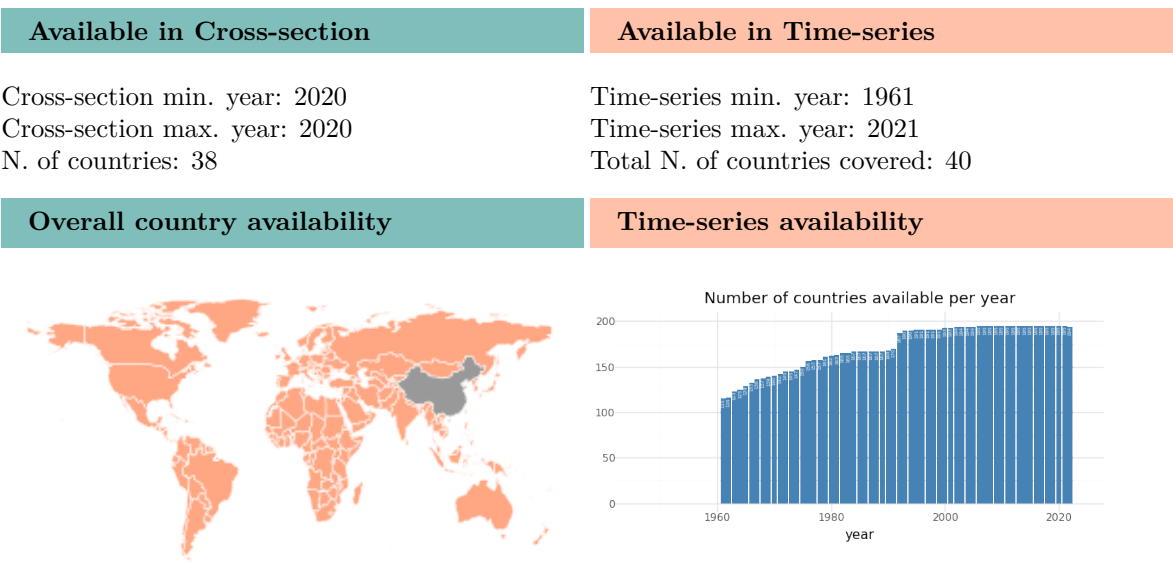 Available in Cross-section
Available in Time-series
Cross-section min. year: 2020
Cross-section max. year: 2020
N. of countries: 38
Time-series min. year: 1961
Time-series max. year: 2021
Total N. of countries covered: 40
Overall country availability
Time-series availability
Number of countries available per year
200
150
100
50
0
1960 1980 2000 2020
year